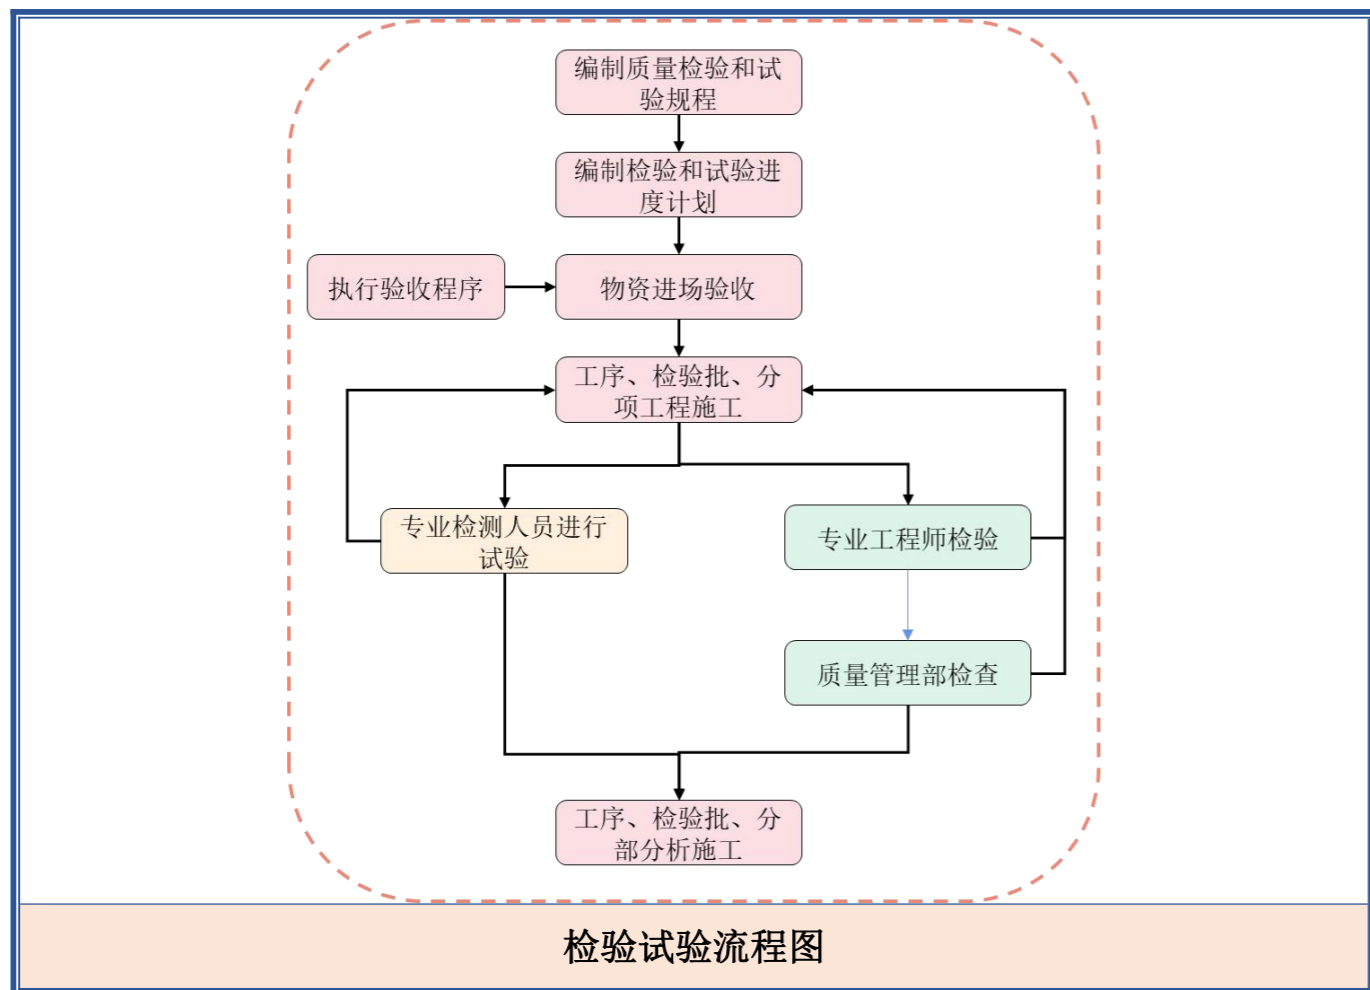 编制质量检验和试
验规程
编制检验和试验进
度计划
执行验收程序
物资进场验收
工序、检验批、分
项工程施工
专业检测人员进行
试验
专业工程师检验
质量管理部检查
工序、检验批、分
部分析施工
检验试验流程图